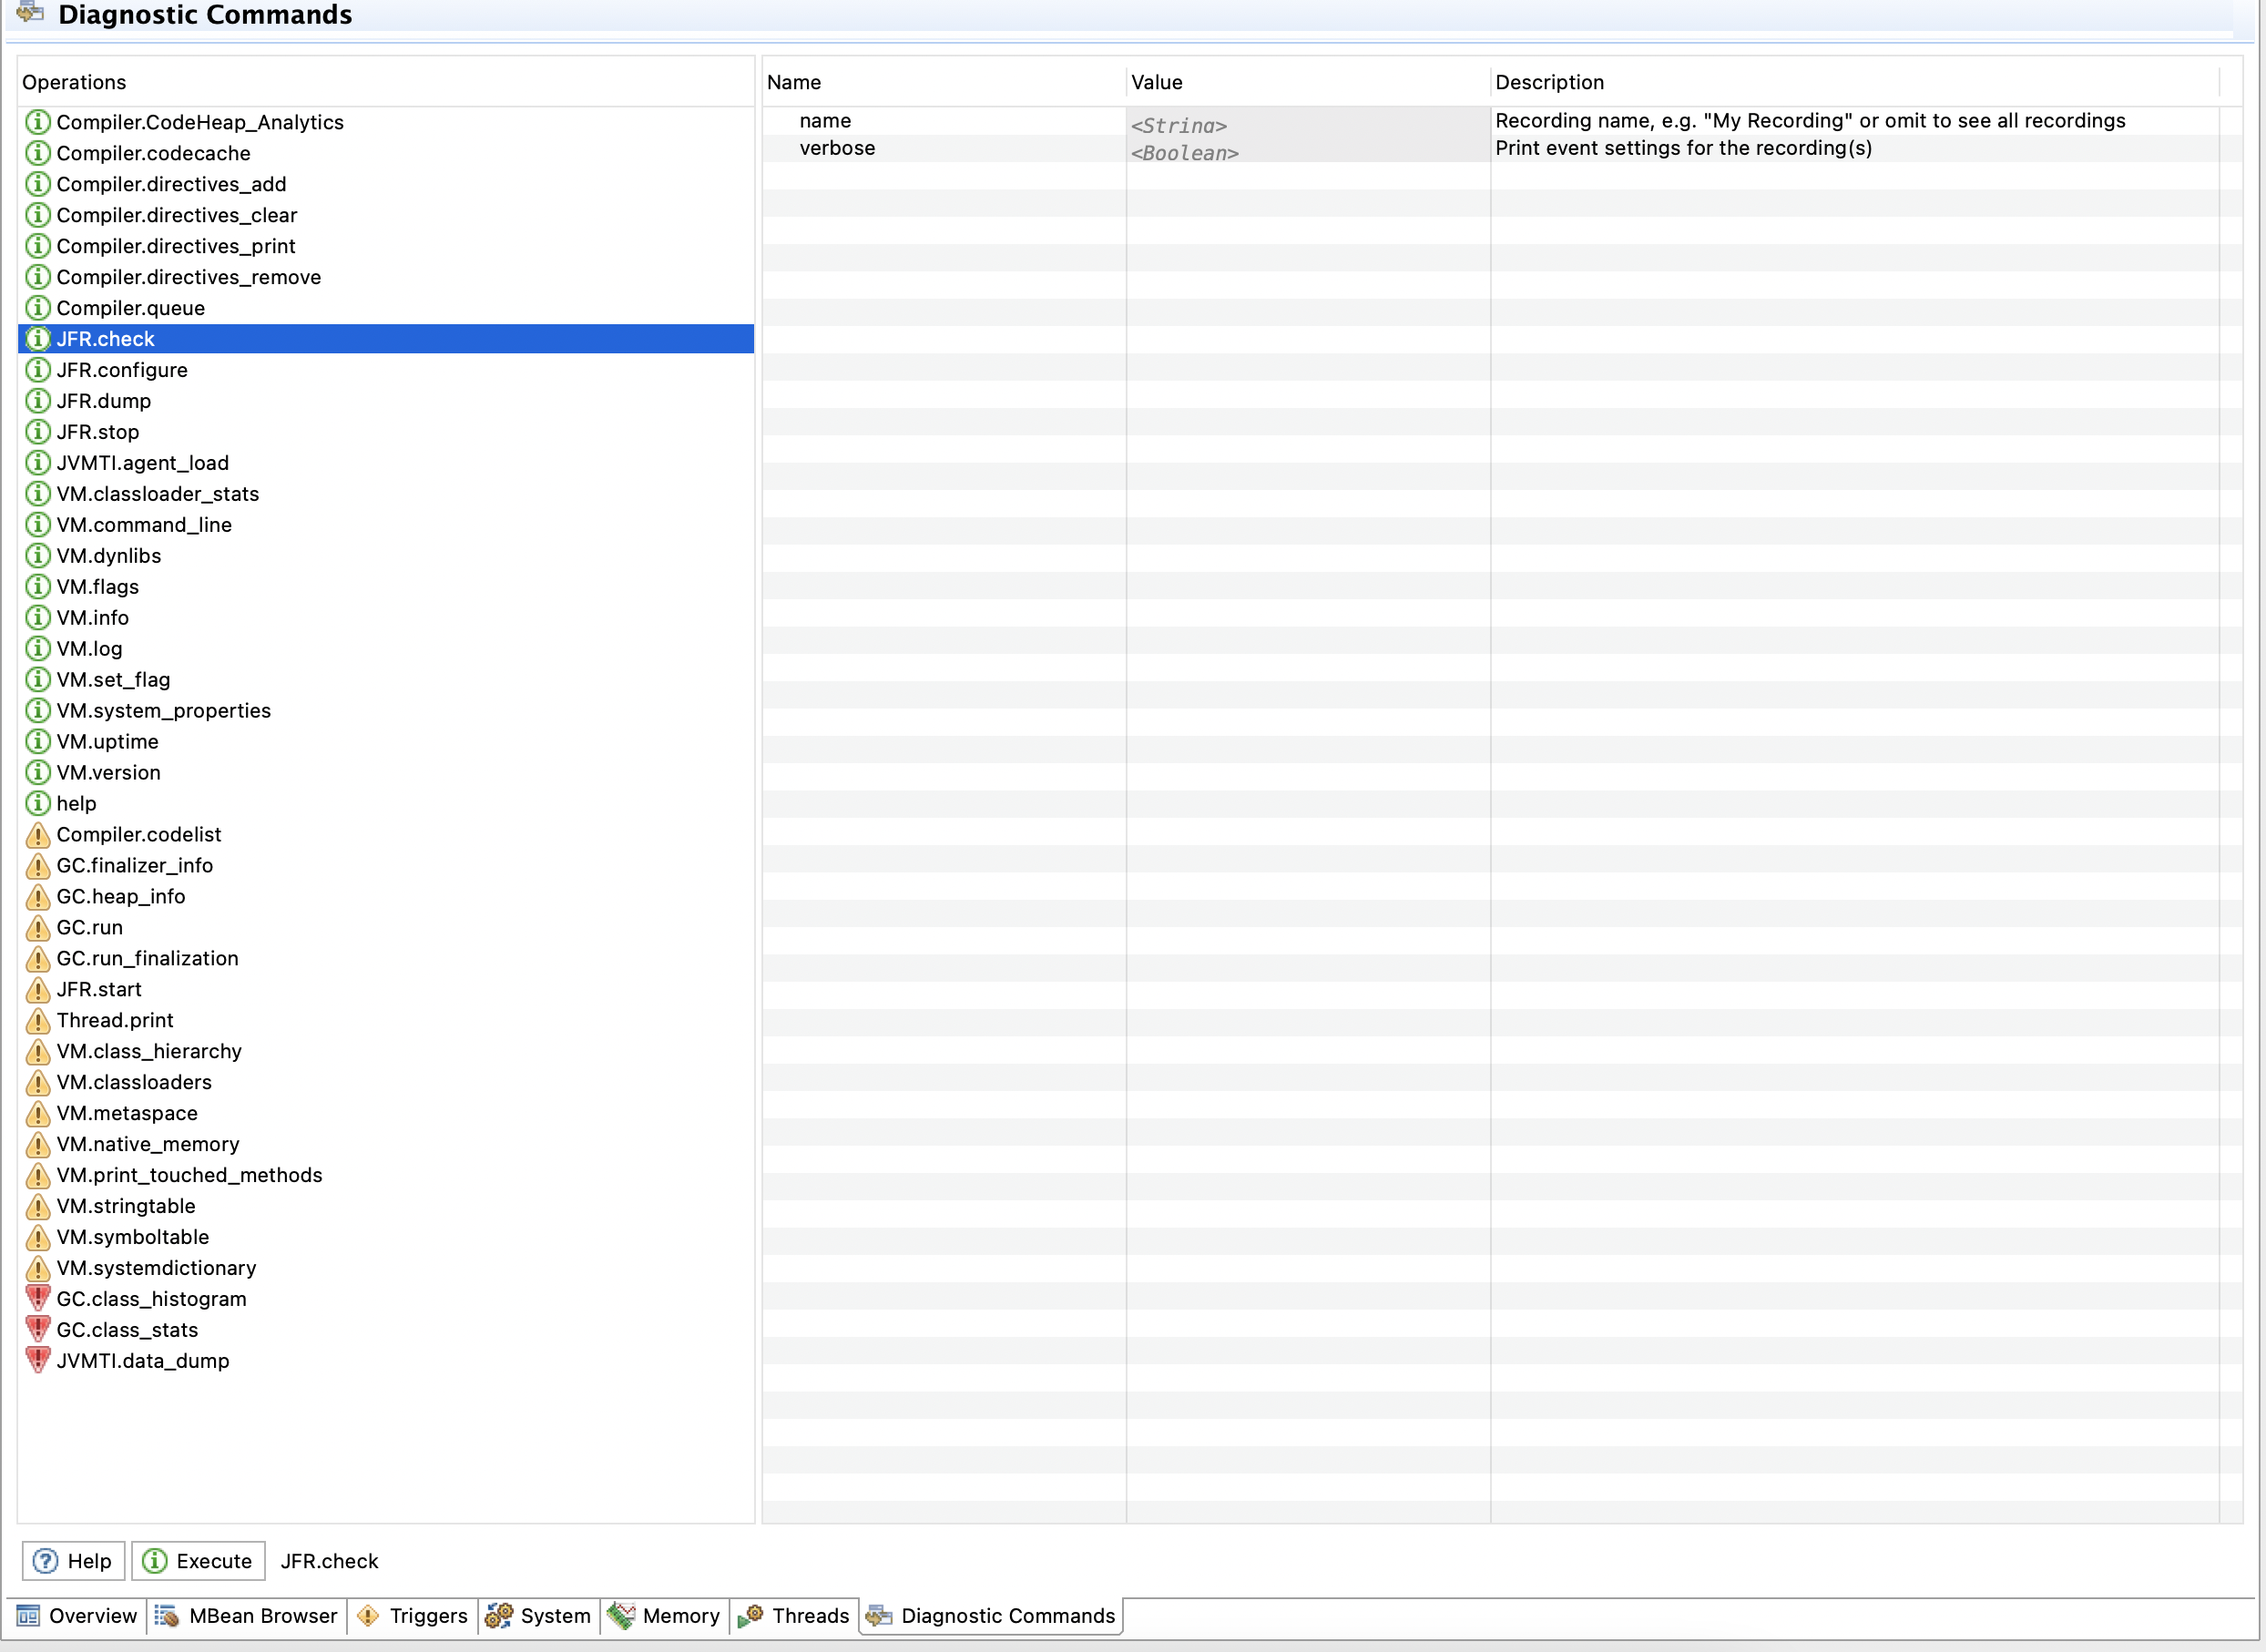 Diagnostic Commands
Operations
Compiler.CodeHeap_Analytics
Compiler.codecache
Compiler.directives_add
Compiler.directives_clear
Compiler.directives_print
Compiler.directives_remove
Compiler.queue
JFR.check
JFR.configure
JFR.dump
JFR.stop
JVMTI.agent_load
VM.classloader_stats
VM.command_line
VM.dynlibs
VM.flags
VM.info
VM.log
VM.set_flag
VM.system_properties
VM.uptime
VM.version
help
Compiler.codelist
GC.finalizer_info
GC.heap_info
GC.run
GC.run_finalization
JFR.start
Thread.print
VM.class_hierarchy
VM.classloaders
VM.metaspace
VM.native_memory
VM.print_touched_methods
VM.stringtable
VM.symboltable
VM.systemdictionary
GC.class_histogram
GC.class_stats
JVMTI.data_dump
Name Value Description
name <String> Recording name, e.g. "My Recording" or omit to see all recordings
verbose <Boolean> Print event settings for the recording(s)
Help Execute JFR.check
Overview MBean Browser Triggers System Memory Threads Diagnostic Commands